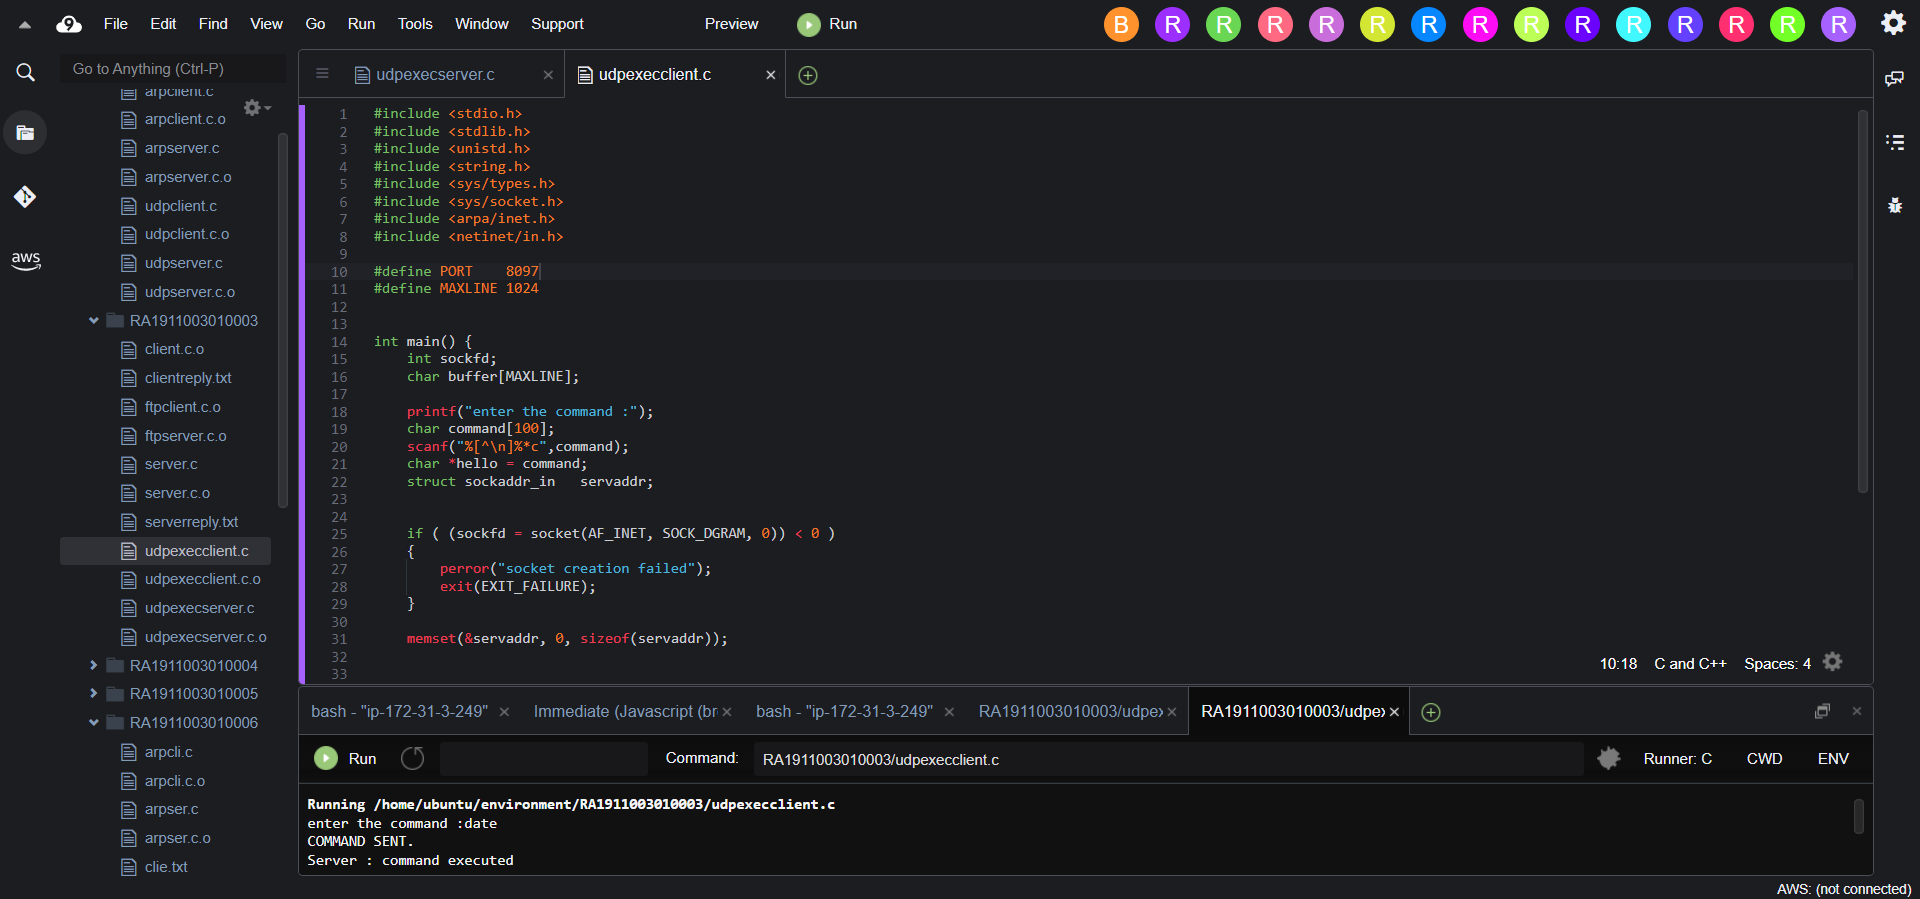 File Edit Find View Go Run Tools Window Support Preview Run
B R R R R R R R R R R R R R R
Go to Anything (Ctrl-P)
arpclient.c
arpclient.c.o
arpserver.c
arpserver.c.o
udpclient.c
udpclient.c.o
udpserver.c
udpserver.c.o
RA1911003010003
client.c.o
clientreply.txt
ftpclient.c.o
ftpserver.c.o
server.c
server.c.o
serverreply.txt
udpexecclient.c
udpexecclient.c.o
udpexecserver.c
udpexecserver.c.o
RA1911003010004
RA1911003010005
RA1911003010006
arpcli.c
arpcli.c.o
arpser.c
arpser.c.o
clie.txt
aws
udpexecserver.c
udpexecclient.c
1 #include <stdio.h>
2 #include <stdlib.h>
3 #include <unistd.h>
4 #include <string.h>
5 #include <sys/types.h>
6 #include <sys/socket.h>
7 #include <arpa/inet.h>
8 #include <netinet/in.h>
9
10 #define PORT    8097
11 #define MAXLINE 1024
12
13
14 int main() {
15     int sockfd;
16     char buffer[MAXLINE];
17
18     printf("enter the command :");
19     char command[100];
20     scanf("%[^\n]%*c",command);
21     char *hello = command;
22     struct sockaddr_in   servaddr;
23
24
25     if ( (sockfd = socket(AF_INET, SOCK_DGRAM, 0)) < 0 )
26     {
27         perror("socket creation failed");
28         exit(EXIT_FAILURE);
29     }
30
31     memset(&servaddr, 0, sizeof(servaddr));
32
33
10:18 C and C++ Spaces: 4
bash - "ip-172-31-3-249" Immediate (Javascript (br bash - "ip-172-31-3-249" RA1911003010003/udpex RA1911003010003/udpex
Run Command: RA1911003010003/udpexecclient.c Runner: C CWD ENV
Running /home/ubuntu/environment/RA1911003010003/udpexecclient.c
enter the command :date
COMMAND SENT.
Server : command executed
AWS: (not connected)